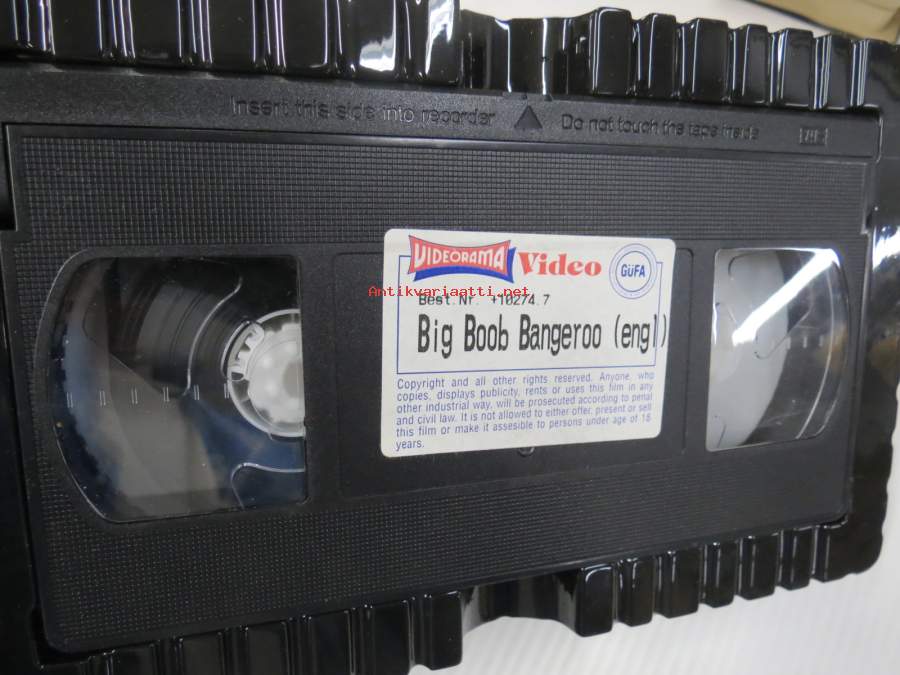 Insert this side into recorder ▲ Do not touch the tape inside VHS
VIDEORAMA Video GÜFA
Antikvariaatti.net
Best.Nr. +10274.7
Big Boob Bangeroo (engl)
Copyright and all other rights reserved. Anyone, who
copies, displays publicity, rents or uses this film in any
other industrial way, will be prosecuted according to penal
and civil law. It is not allowed to either offer, present or sell
this film or make it assesible to persons under age of 18
years.